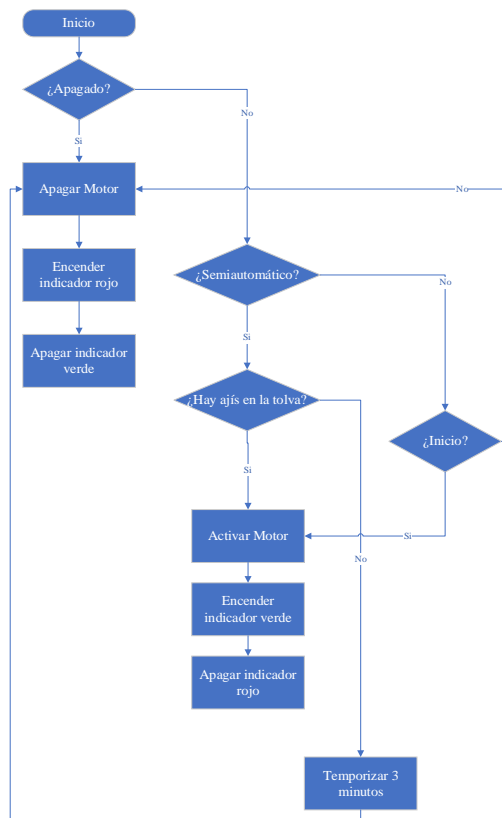 Inicio
¿Apagado?
No
Si
Apagar Motor
No
Encender
indicador rojo
¿Semiautomático?
No
Apagar indicador
verde
Si
¿Hay ajís en la tolva?
¿Inicio?
Si
Activar Motor
Si
No
Encender
indicador verde
Apagar indicador
rojo
Temporizar 3
minutos